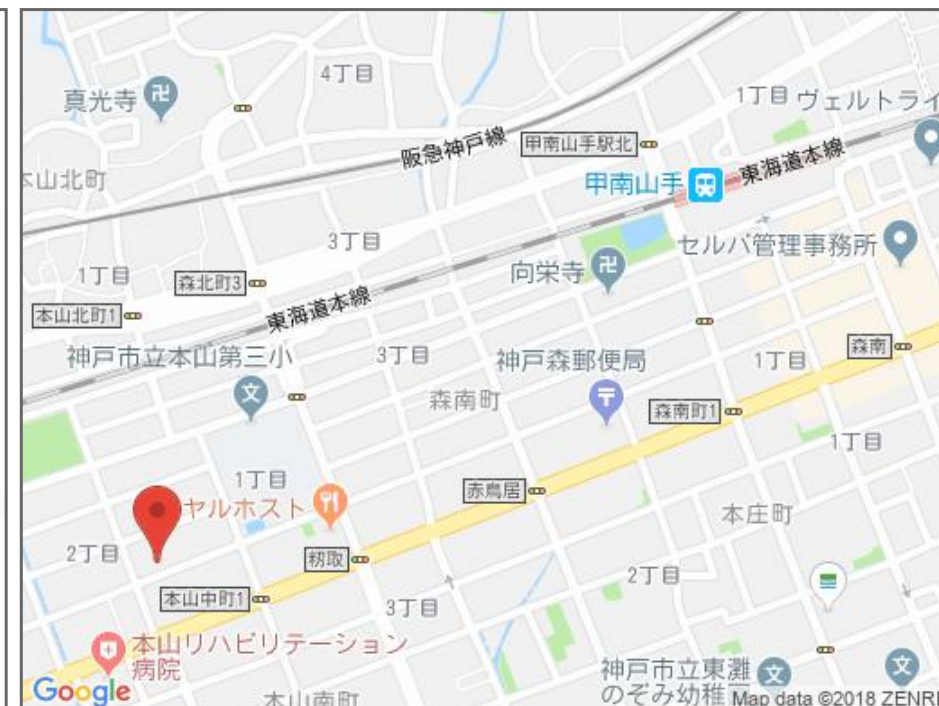 4丁目
真光寺
1丁目 ヴェルトライ
阪急神戸線
甲南山手駅北
東海道本線
本山北町
甲南山手
3丁目
セルバ管理事務所
1丁目
向栄寺
森北町3
本山北町1
東海道本線
神戸市立本山第三小
文
3丁目
神戸森郵便局
1丁目
森南
森南町
〒
森南町1
1丁目
1丁目
赤鳥居
ヤルホスト
本庄町
2丁目
籾取
2丁目
本山中町1
3丁目
本山リハビリテーション
病院
神戸市立東灘
のぞみ幼稚
文
文
Google
本山南町
Map data ©2018 ZENRI